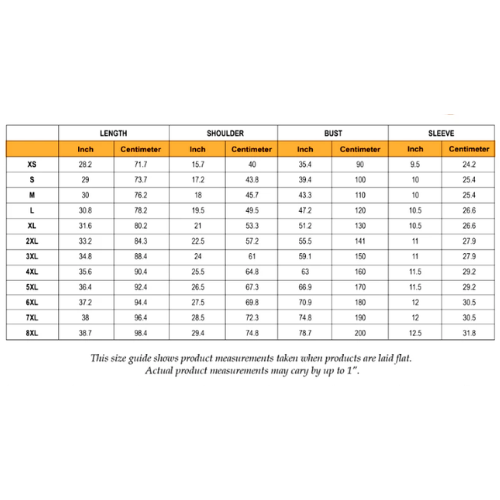 LENGTH SHOULDER BUST SLEEVE
Inch Centimeter Inch Centimeter Inch Centimeter Inch Centimeter
XS 28.2 71.7 15.7 40 35.4 90 9.5 24.2
S 29 73.7 17.2 43.8 39.4 100 10 25.4
M 30 76.2 18 45.7 43.3 110 10 25.4
L 30.8 78.2 19.5 49.5 47.2 120 10.5 26.6
XL 31.6 80.2 21 53.3 51.2 130 10.5 26.6
2XL 33.2 84.3 22.5 57.2 55.5 141 11 27.9
3XL 34.8 88.4 24 61 59.1 150 11 27.9
4XL 35.6 90.4 25.5 64.8 63 160 11.5 29.2
5XL 36.4 92.4 26.5 67.3 66.9 170 11.5 29.2
6XL 37.2 94.4 27.5 69.8 70.9 180 12 30.5
7XL 38 96.4 28.5 72.3 74.8 190 12 30.5
8XL 38.7 98.4 29.4 74.8 78.7 200 12.5 31.8
This size guide shows product measurements taken when products are laid flat.
Actual product measurements may cary by up to 1”.